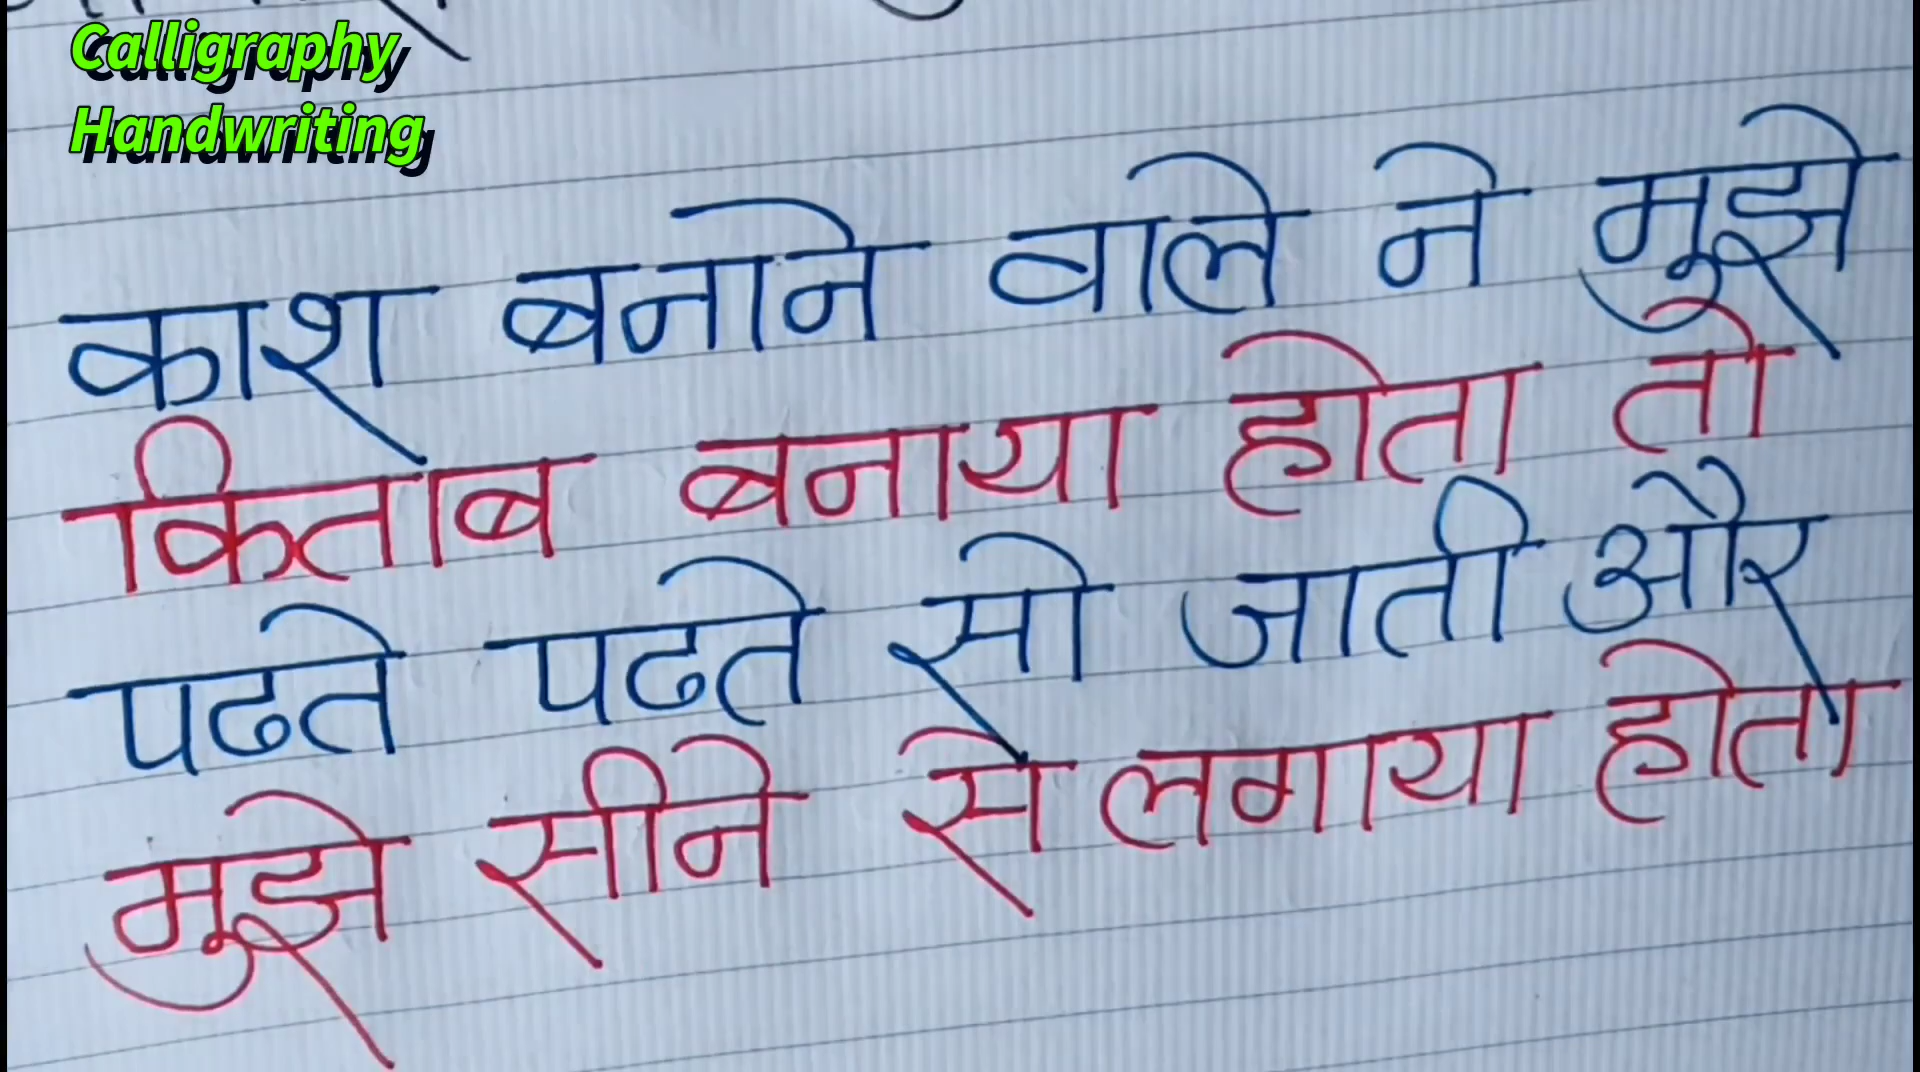 Calligraphy
Handwriting
काश बनाने वाले ने मुझे
किताब बनाया होता तो
पढते पढते सो जाती और
मुझे सीने से लगाया होता